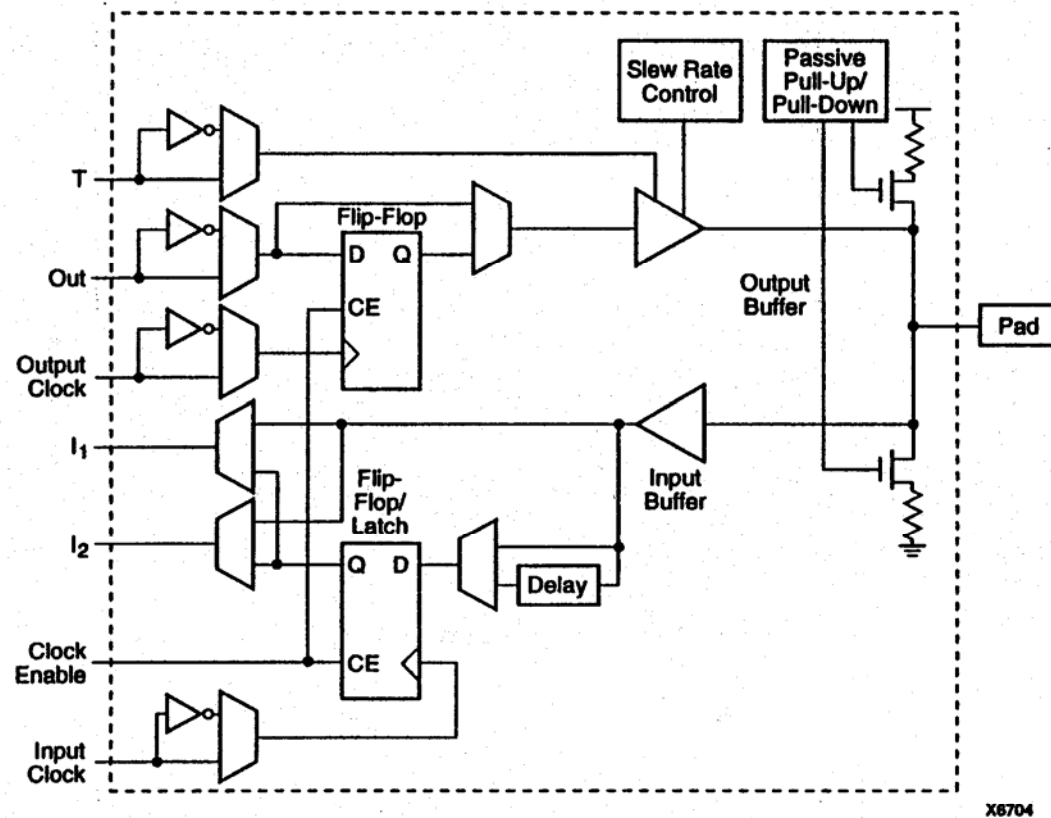 Slew Rate
Control
Passive
Pull-Up/
Pull-Down
T
Flip-Flop
D Q
Out
CE
Output
Buffer
Pad
Output
Clock
I1
Flip-
Flop/
Latch
Input
Buffer
I2
Q D
Delay
Clock
Enable
CE
Input
Clock
X6704